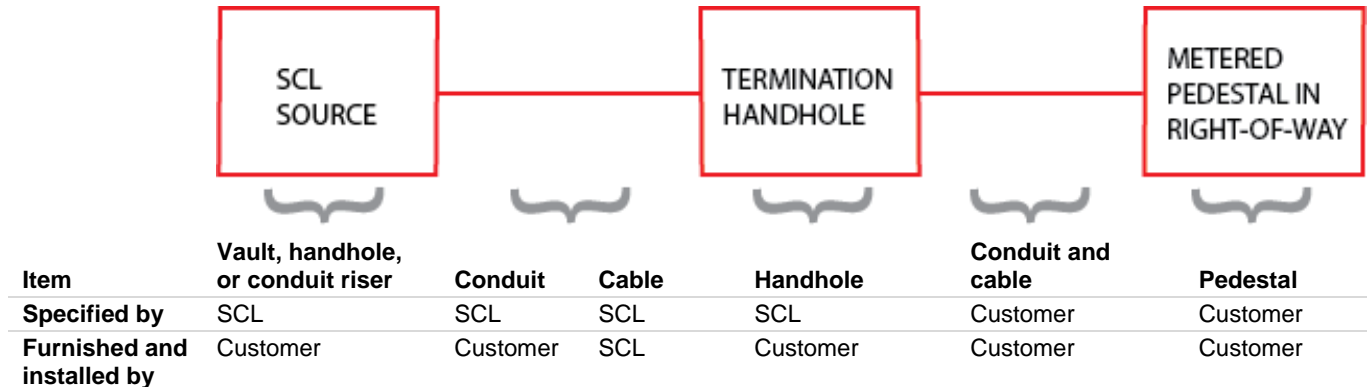 SCL
SOURCE
TERMINATION
HANDHOLE
METERED
PEDESTAL IN
RIGHT-OF-WAY
Item Vault, handhole, or conduit riser Conduit Cable Handhole Conduit and cable Pedestal
Specified by SCL SCL SCL SCL Customer Customer
Furnished and installed by Customer Customer SCL Customer Customer Customer